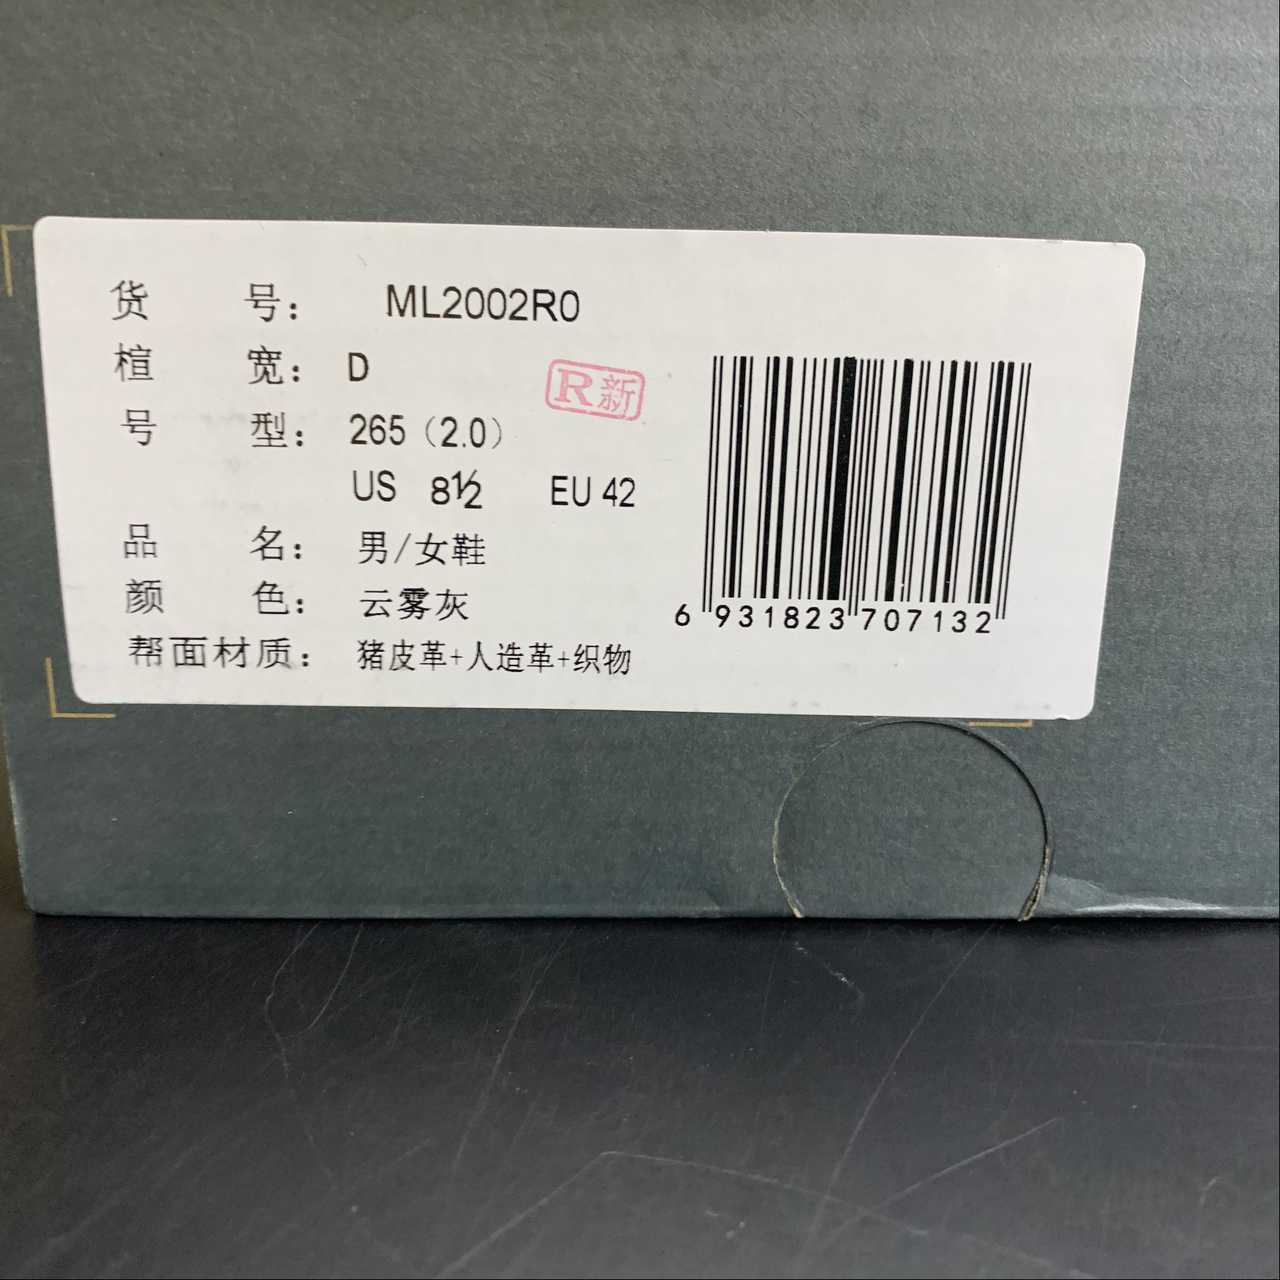 货 号： ML2002R0
楦 宽： D
R新
号 型： 265（2.0）
US 8½ EU 42
品 名： 男/女鞋
颜 色： 云雾灰
帮面材质： 猪皮革+人造革+织物
6 931823 707132